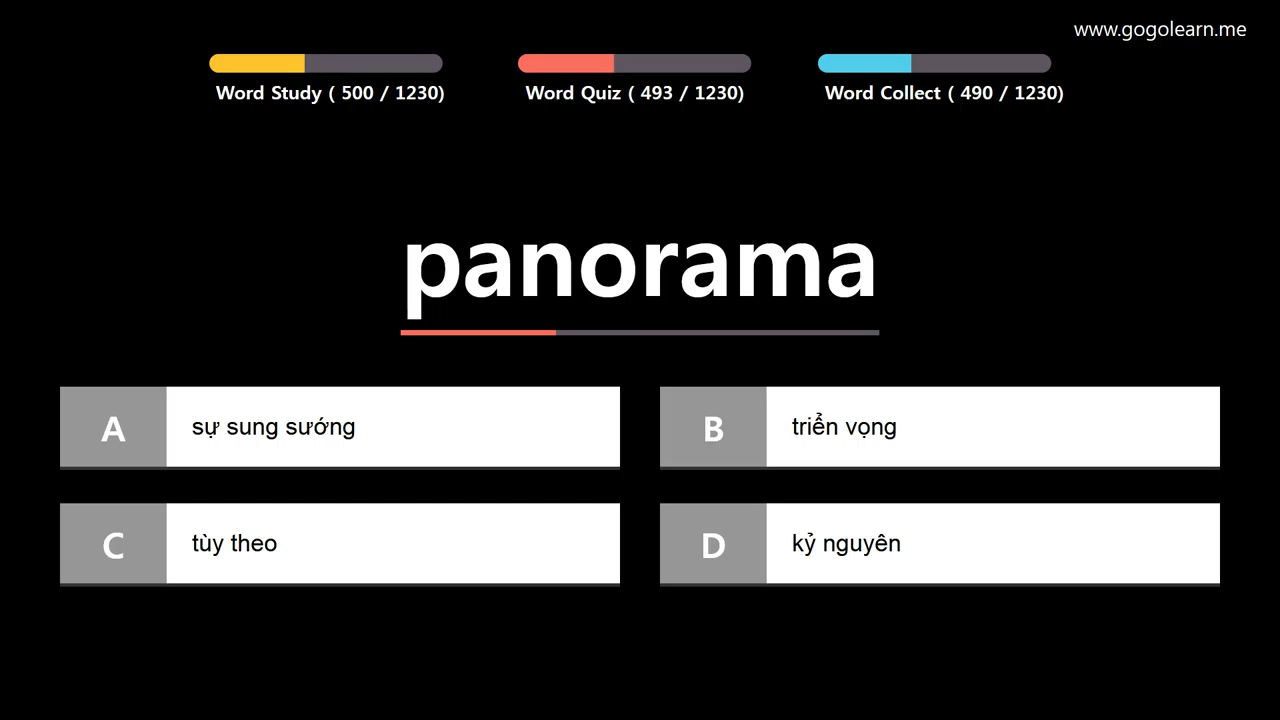 www.gogolearn.me
Word Study ( 500 / 1230)
Word Quiz ( 493 / 1230)
Word Collect ( 490 / 1230)
panorama
A sự sung sướng
B triển vọng
C tùy theo
D kỷ nguyên